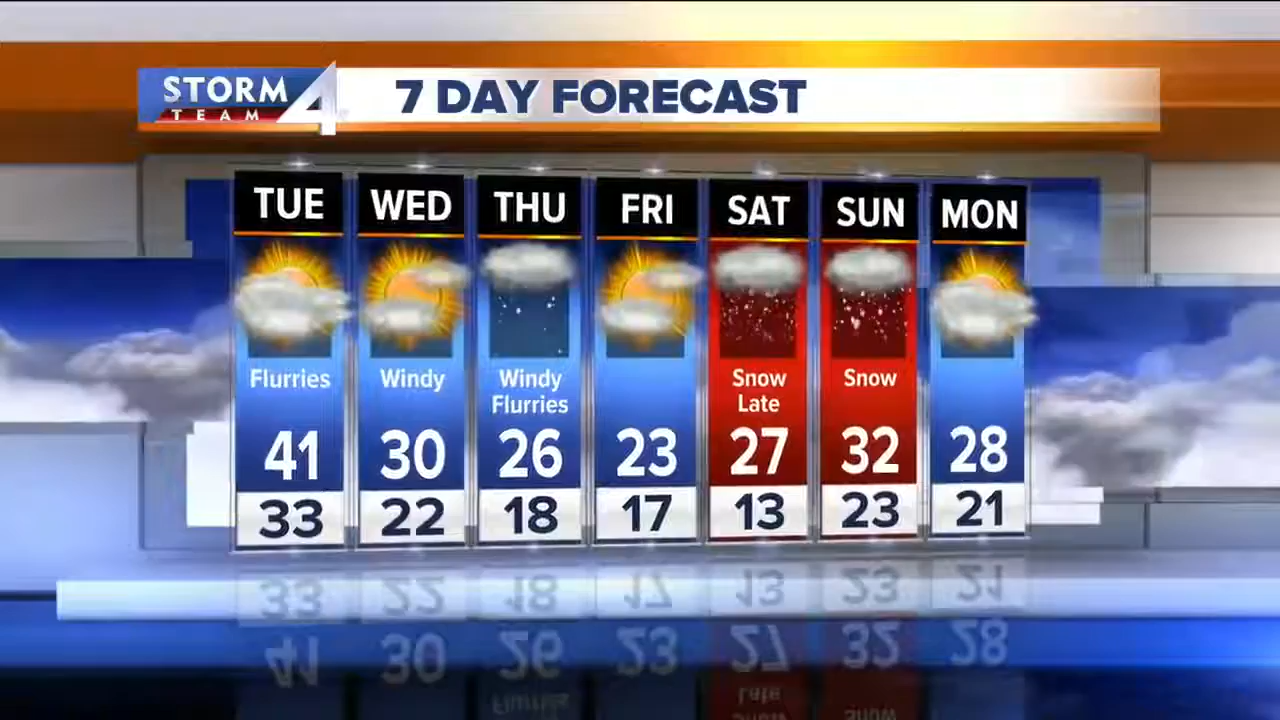 STORM
TEAM 4
7 DAY FORECAST
TUE WED THU FRI SAT SUN MON
Flurries Windy Windy Flurries Snow Late Snow
41 30 26 23 27 32 28
33 22 18 17 13 23 21